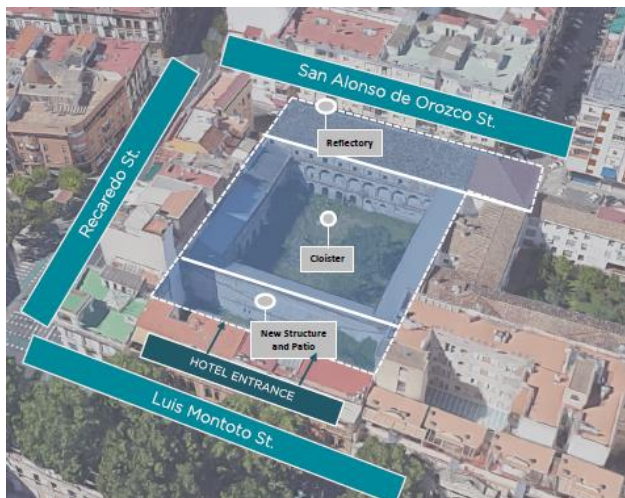 San Alonso de Orozco St.
Reflectory
Recaredo St.
Cloister
New Structure
and Patio
HOTEL ENTRANCE
Luis Montoto St.